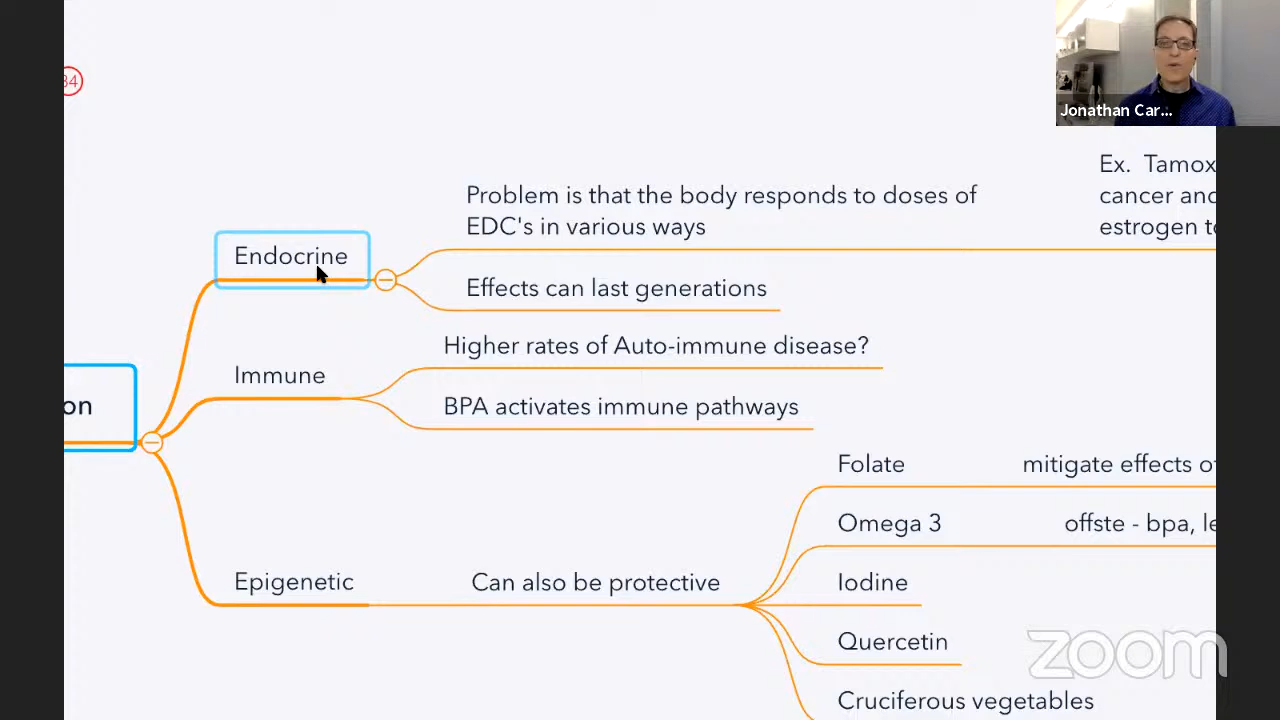 34
Jonathan Car...
Ex. Tamox
cancer and
estrogen to
Problem is that the body responds to doses of
EDC's in various ways
Endocrine
Effects can last generations
Higher rates of Auto-immune disease?
Immune
on
BPA activates immune pathways
Folate mitigate effects of
Omega 3 offste - bpa, le
Epigenetic Can also be protective Iodine
Quercetin
zoom
Cruciferous vegetables